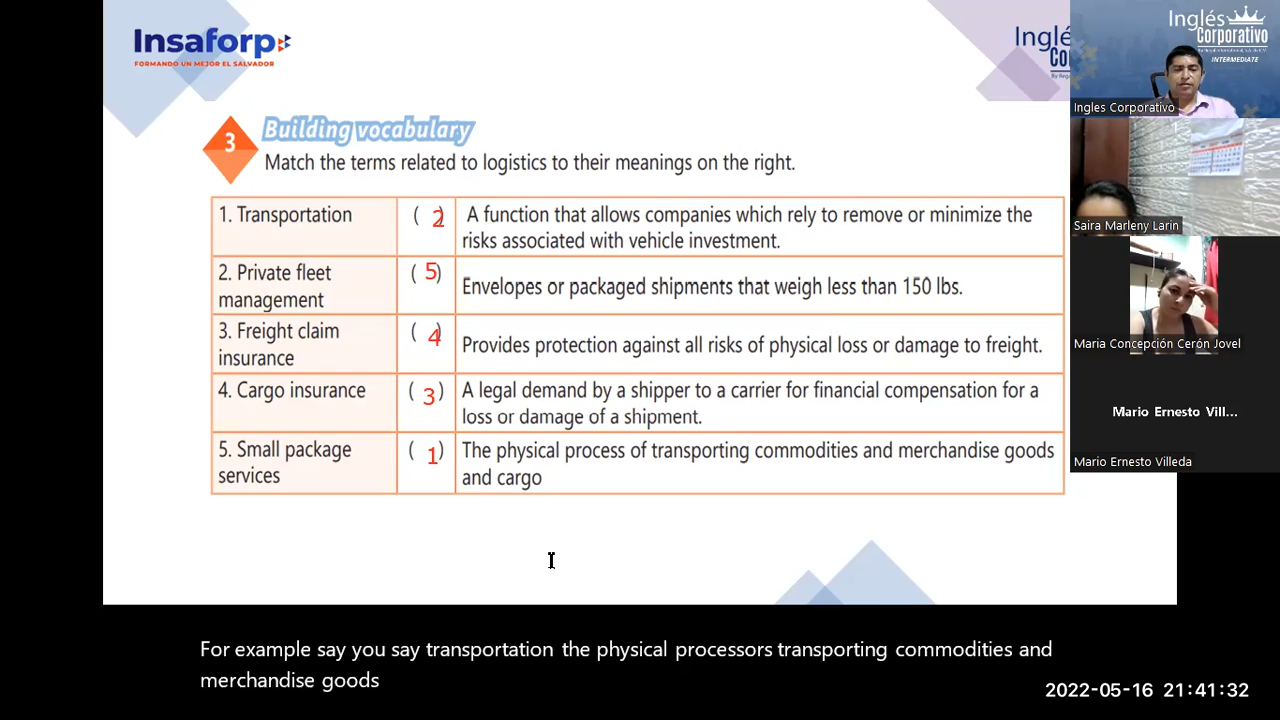 Insaforp
FORMANDO UN MEJOR EL SALVADOR
Inglé
Co
By Rega
3
Building vocabulary
Match the terms related to logistics to their meanings on the right.
1. Transportation ( 2 ) A function that allows companies which rely to remove or minimize the
risks associated with vehicle investment.
2. Private fleet
management ( 5 ) Envelopes or packaged shipments that weigh less than 150 lbs.
3. Freight claim
insurance ( 4 ) Provides protection against all risks of physical loss or damage to freight.
4. Cargo insurance ( 3 ) A legal demand by a shipper to a carrier for financial compensation for a
loss or damage of a shipment.
5. Small package
services ( 1 ) The physical process of transporting commodities and merchandise goods
and cargo
Inglés
Corporativo
INTERMEDIATE
Ingles Corporativo
Saira Marleny Larin
Maria Concepción Cerón Jovel
Mario Ernesto Vill...
Mario Ernesto Villeda
For example say you say transportation the physical processors transporting commodities and
merchandise goods
2022-05-16 21:41:32